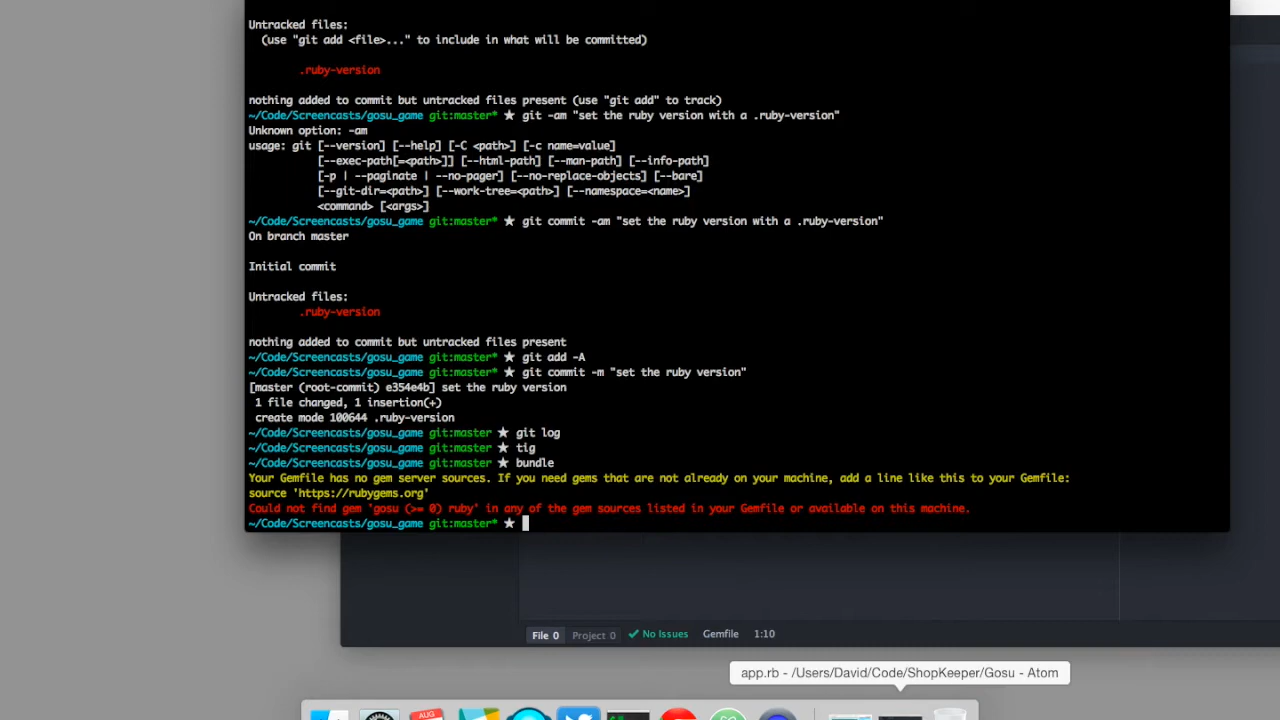 Untracked files:
(use "git add <file>..." to include in what will be committed)
.ruby-version
nothing added to commit but untracked files present (use "git add" to track)
~/Code/Screencasts/gosu_game git:master* ★ git -am "set the ruby version with a .ruby-version"
Unknown option: -am
usage: git [--version] [--help] [-C <path>] [-c name=value]
[--exec-path[=<path>]] [--html-path] [--man-path] [--info-path]
[-p | --paginate | --no-pager] [--no-replace-objects] [--bare]
[--git-dir=<path>] [--work-tree=<path>] [--namespace=<name>]
<command> [<args>]
~/Code/Screencasts/gosu_game git:master* ★ git commit -am "set the ruby version with a .ruby-version"
On branch master
Initial commit
Untracked files:
.ruby-version
nothing added to commit but untracked files present
~/Code/Screencasts/gosu_game git:master* ★ git add -A
~/Code/Screencasts/gosu_game git:master* ★ git commit -m "set the ruby version"
[master (root-commit) e354e4b] set the ruby version
1 file changed, 1 insertion(+)
create mode 100644 .ruby-version
~/Code/Screencasts/gosu_game git:master ★ git log
~/Code/Screencasts/gosu_game git:master ★ tig
~/Code/Screencasts/gosu_game git:master ★ bundle
Your Gemfile has no gem server sources. If you need gems that are not already on your machine, add a line like this to your Gemfile:
source 'https://rubygems.org'
Could not find gem 'gosu (>= 0) ruby' in any of the gem sources listed in your Gemfile or available on this machine.
~/Code/Screencasts/gosu_game git:master* ★
File 0 Project 0 ✓ No Issues Gemfile 1:10
app.rb - /Users/David/Code/ShopKeeper/Gosu - Atom
AUG